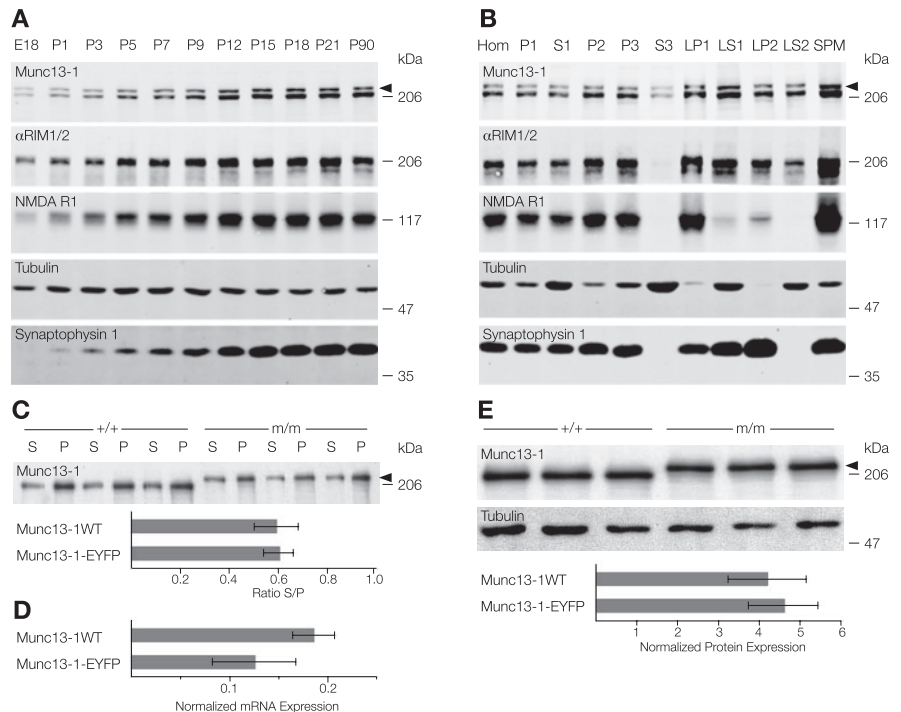 A
E18 P1 P3 P5 P7 P9 P12 P15 P18 P21 P90
kDa
Munc13-1
206
αRIM1/2
206
NMDA R1
117
Tubulin
47
Synaptophysin 1
35
B
Hom P1 S1 P2 P3 S3 LP1 LS1 LP2 LS2 SPM
kDa
Munc13-1
206
αRIM1/2
206
NMDA R1
117
Tubulin
47
Synaptophysin 1
35
C
+/+ m/m
S P S P S P S P S P S P
kDa
Munc13-1
206
Munc13-1WT
Munc13-1-EYFP
0.2 0.4 0.6 0.8 1.0
Ratio S/P
D
Munc13-1WT
Munc13-1-EYFP
0.1 0.2
Normalized mRNA Expression
E
+/+ m/m
kDa
Munc13-1
206
Tubulin
47
Munc13-1WT
Munc13-1-EYFP
1 2 3 4 5 6
Normalized Protein Expression